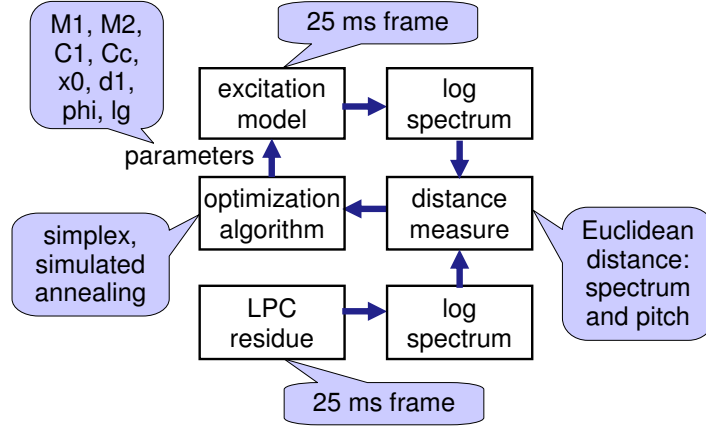 M1, M2,
C1, Cc,
x0, d1,
phi, lg
25 ms frame
excitation
model
log
spectrum
parameters
optimization
algorithm
distance
measure
simplex,
simulated
annealing
Euclidean
distance:
spectrum
and pitch
LPC
residue
log
spectrum
25 ms frame